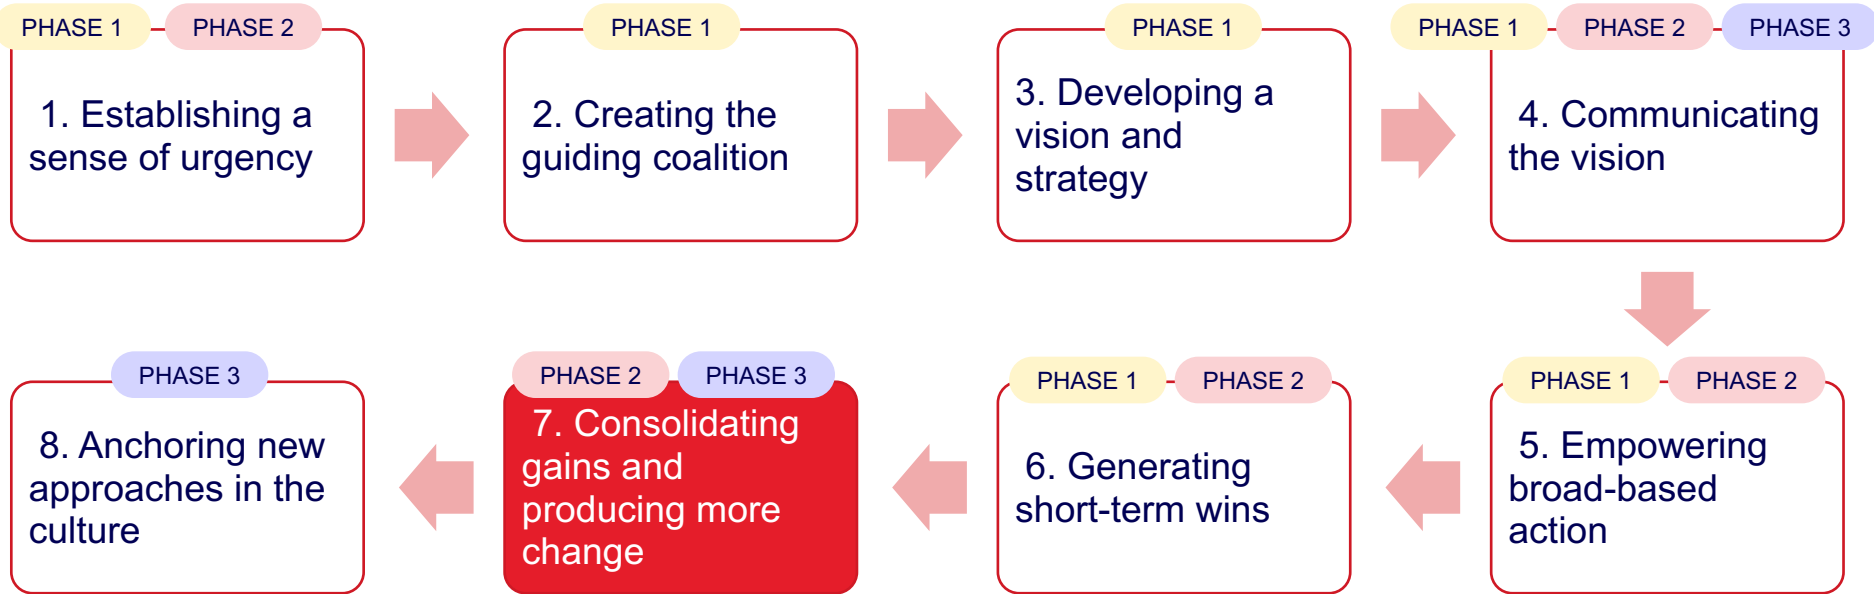 PHASE 1
PHASE 2
1. Establishing a
sense of urgency
PHASE 1
2. Creating the
guiding coalition
PHASE 1
3. Developing a
vision and
strategy
PHASE 1
PHASE 2
PHASE 3
4. Communicating
the vision
PHASE 1
PHASE 2
5. Empowering
broad-based
action
PHASE 1
PHASE 2
6. Generating
short-term wins
PHASE 2
PHASE 3
7. Consolidating
gains and
producing more
change
PHASE 3
8. Anchoring new
approaches in the
culture